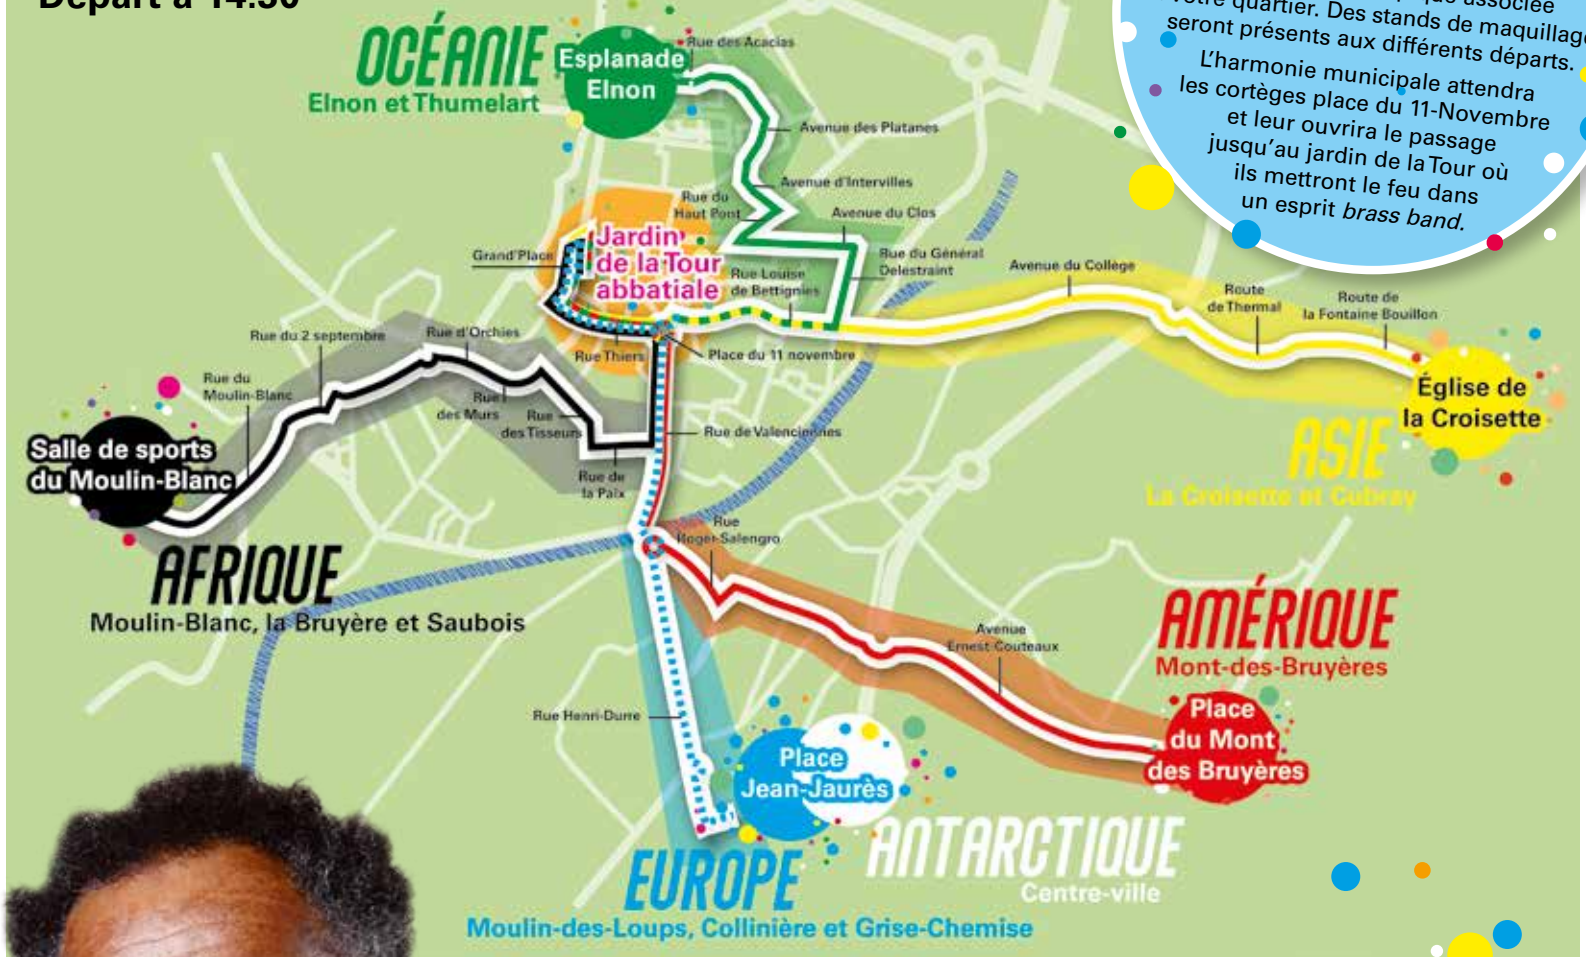 Départ à 14:30
associée
votre quartier. Des stands de maquillage
seront présents aux différents départs.
L'harmonie municipale attendra
les cortèges place du 11-Novembre
et leur ouvrira le passage
jusqu'au jardin de la Tour où
ils mettront le feu dans
un esprit brass band.
OCÉANIE
Elnon et Thumelart
Esplanade
Elnon
Rue des Acacias
Avenue des Platanes
Avenue d'Intervilles
Rue du
Haut Pont
Avenue du Clos
Rue du Général
Delestraint
Grand'Place
Jardin
de la Tour
abbatiale
Rue Louise
de Bettignies
Avenue du Collège
Route
de Thermal
Route de
la Fontaine Bouillon
Rue du 2 septembre
Rue d'Orchies
Rue Thiers
Place du 11 novembre
Rue du
Moulin-Blanc
Rue
des Murs
Rue
des Tisseurs
Rue de Valenciennes
Rue de
la Paix
Église de
la Croisette
ASIE
La Croisette et Cubray
Salle de sports
du Moulin-Blanc
AFRIQUE
Moulin-Blanc, la Bruyère et Saubois
Rue
Roger-Salengro
Avenue
Ernest-Couteaux
AMÉRIQUE
Mont-des-Bruyères
Place
du Mont
des Bruyères
Rue Henri-Durre
Place
Jean-Jaurès
ANTARCTIQUE
Centre-ville
EUROPE
Moulin-des-Loups, Collinière et Grise-Chemise